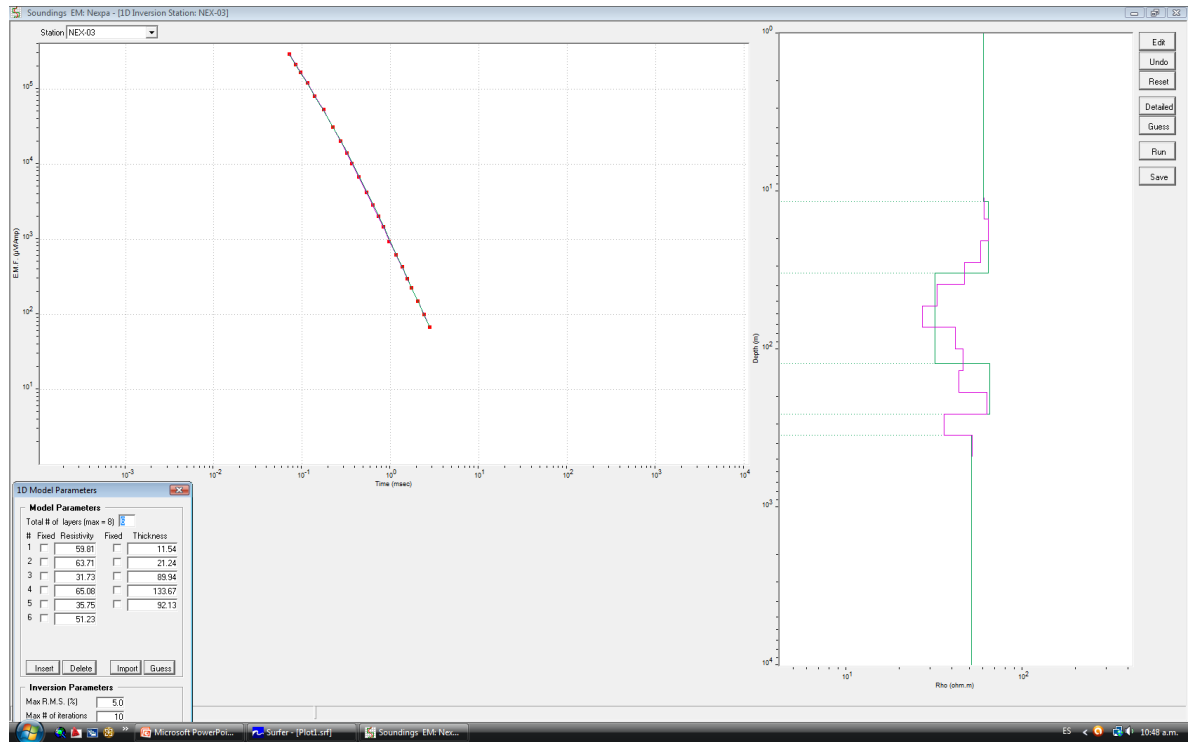 Soundings EM: Nexpa - [1D Inversion Station: NEX-03]
Station NEX-03
10^5
10^4
10^3
10^2
10^1
E.M.F. (µV/Amp)
10^-3
10^-2
10^-1
10^0
10^1
10^2
10^3
10^4
Time (msec)
10^0
10^1
10^2
10^3
10^4
Depth (m)
10^1
10^2
Rho (ohm.m)
Edit
Undo
Reset
Detailed
Guess
Run
Save
1D Model Parameters
Model Parameters
Total # of layers (max = 8) 6
# Fixed Resistivity Fixed Thickness
1 59.81 11.54
2 63.71 21.24
3 31.73 89.94
4 65.08 133.67
5 35.75 92.13
6 51.23
Insert Delete Import Guess
Inversion Parameters
Max R.M.S. (%) 5.0
Max # of iterations 10
Microsoft PowerPoi... Surfer - [Plot1.srf] Soundings EM: Nex... ES 10:48 a.m.